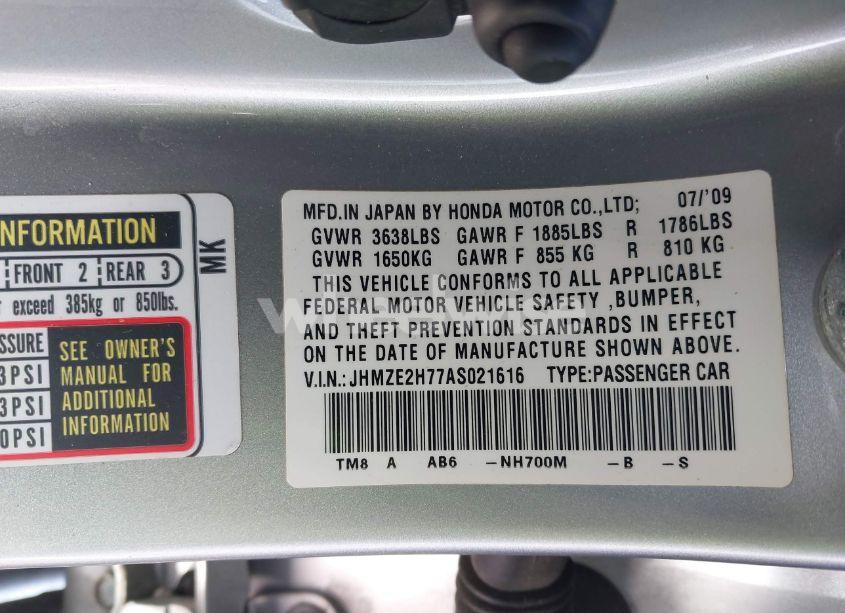 INFORMATION
FRONT 2 REAR 3
exceed 385kg or 850lbs.
SSURE
3PSI
3PSI
0PSI
SEE OWNER'S
MANUAL FOR
ADDITIONAL
INFORMATION
MK
MFD.IN JAPAN BY HONDA MOTOR CO.,LTD; 07/'09
GVWR 3638LBS GAWR F 1885LBS R 1786LBS
GVWR 1650KG GAWR F 855 KG R 810 KG
THIS VEHICLE CONFORMS TO ALL APPLICABLE
FEDERAL MOTOR VEHICLE SAFETY ,BUMPER,
AND THEFT PREVENTION STANDARDS IN EFFECT
ON THE DATE OF MANUFACTURE SHOWN ABOVE.
V.I.N.:JHMZE2H77AS021616 TYPE:PASSENGER CAR
TM8 A AB6 -NH700M -B -S